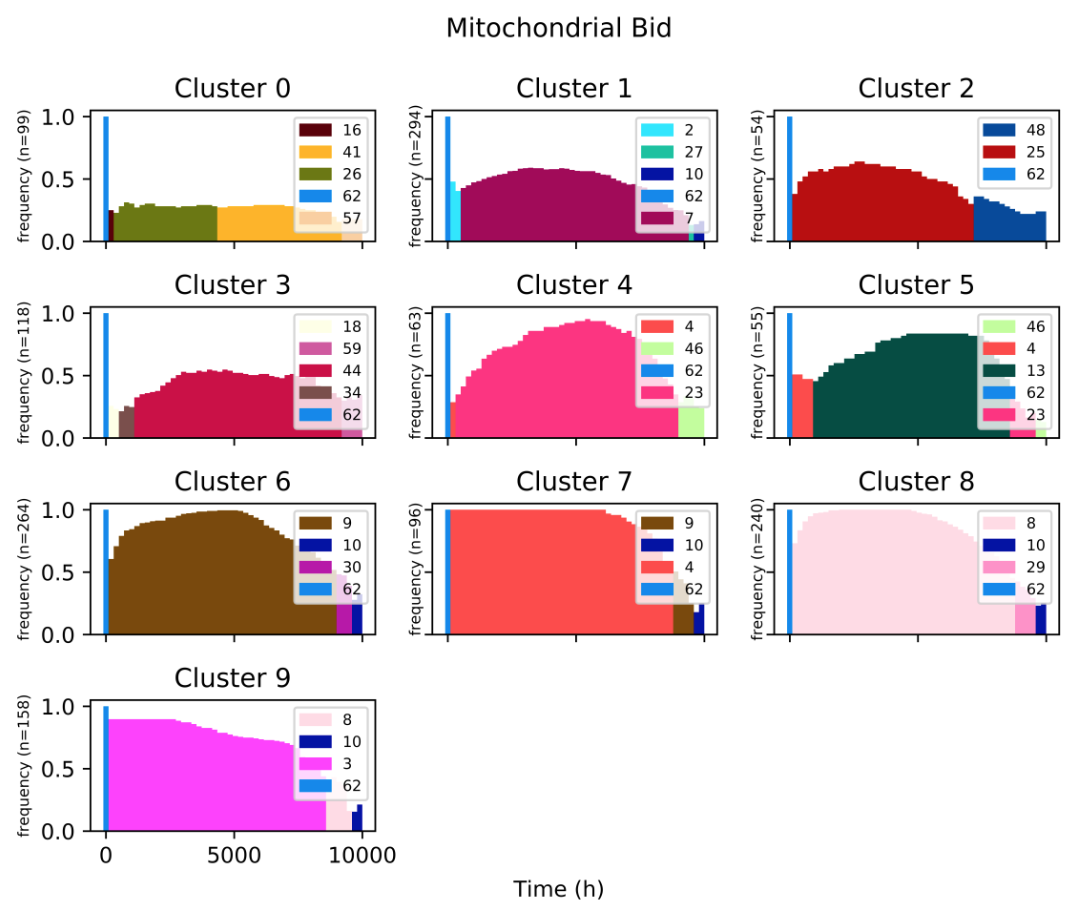 Mitochondrial Bid
Cluster 0
frequency (n=99)
1.0
0.5
0.0
16
41
26
62
57
Cluster 1
frequency (n=294)
2
27
10
62
7
Cluster 2
frequency (n=54)
48
25
62
Cluster 3
frequency (n=118)
1.0
0.5
0.0
18
59
44
34
62
Cluster 4
frequency (n=63)
4
46
62
23
Cluster 5
frequency (n=55)
46
4
13
62
23
Cluster 6
frequency (n=264)
1.0
0.5
0.0
9
10
30
62
Cluster 7
frequency (n=96)
9
10
4
62
Cluster 8
frequency (n=240)
8
10
29
62
Cluster 9
frequency (n=158)
1.0
0.5
0.0
8
10
3
62
0 5000 10000
Time (h)